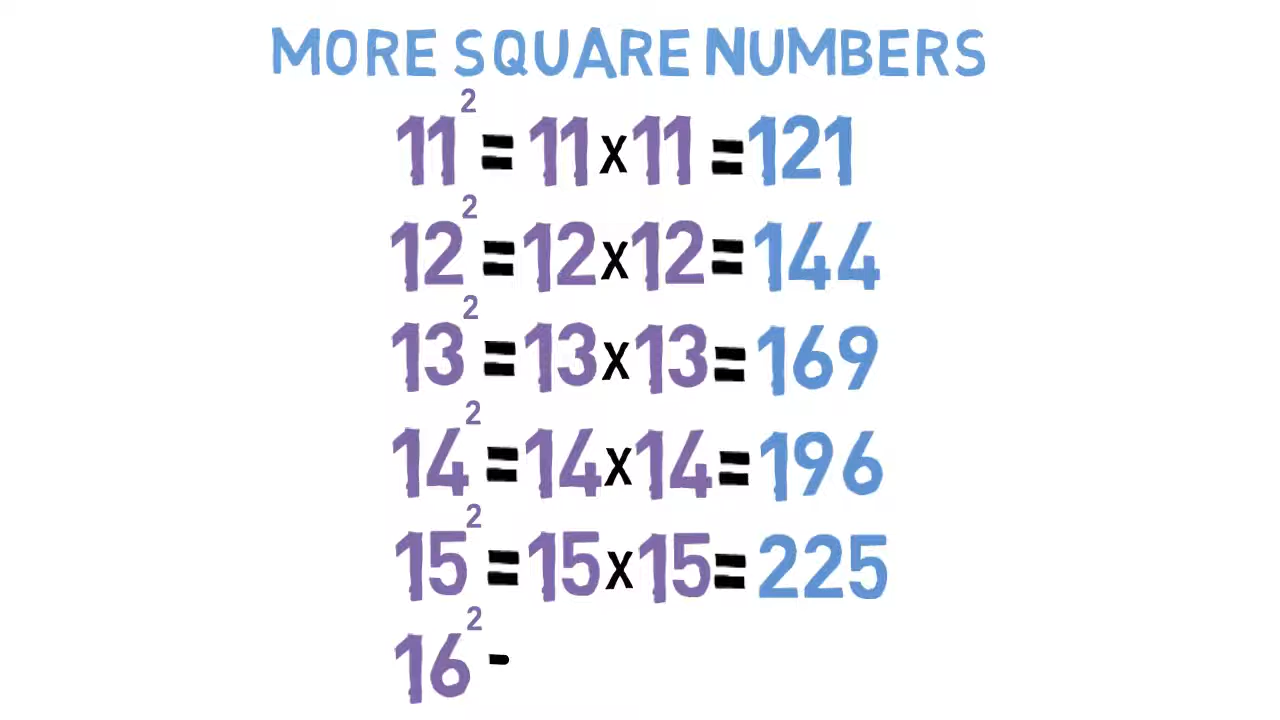 MORE SQUARE NUMBERS
11² = 11 x 11 = 121
12² = 12 x 12 = 144
13² = 13 x 13 = 169
14² = 14 x 14 = 196
15² = 15 x 15 = 225
16² -